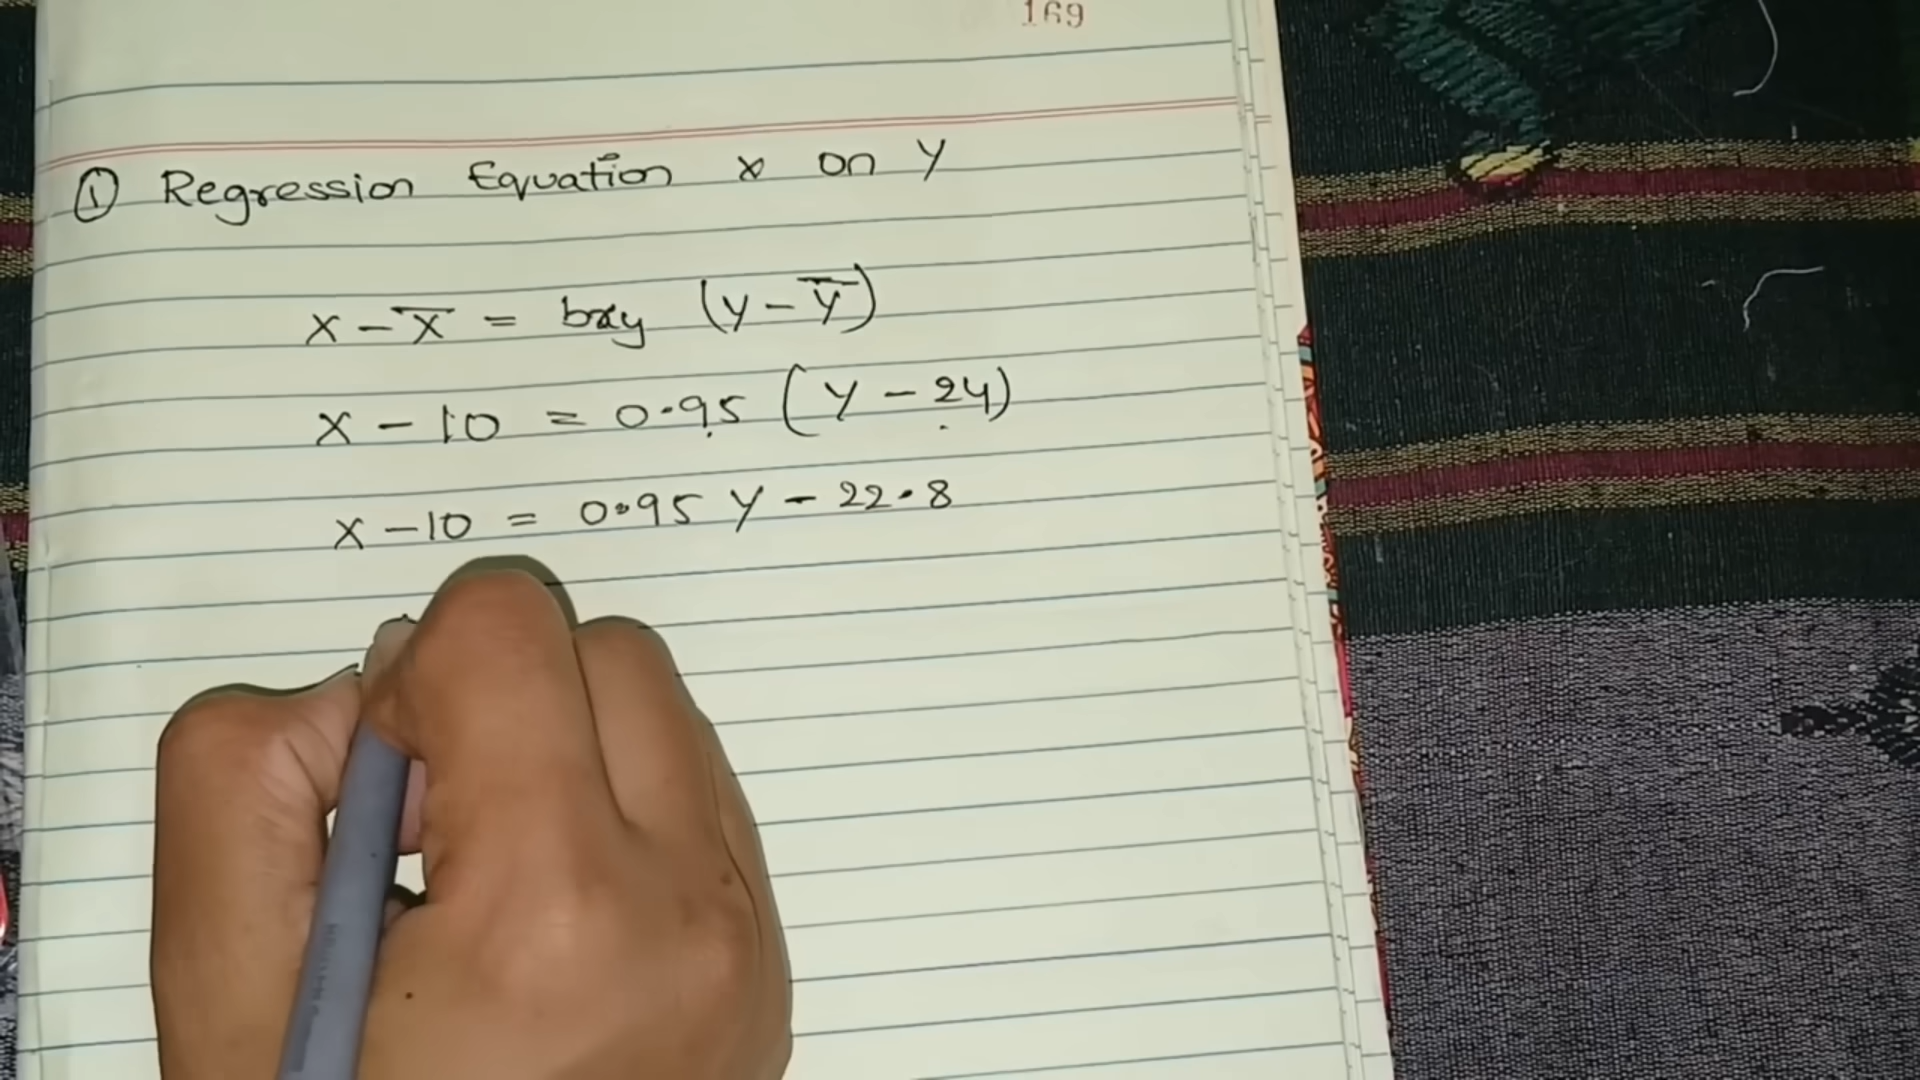 169
① Regression Equation x on y
x - x̅ = bxy (y - y̅)
x - 10 = 0.95 (y - 24)
x - 10 = 0.95 y - 22.8